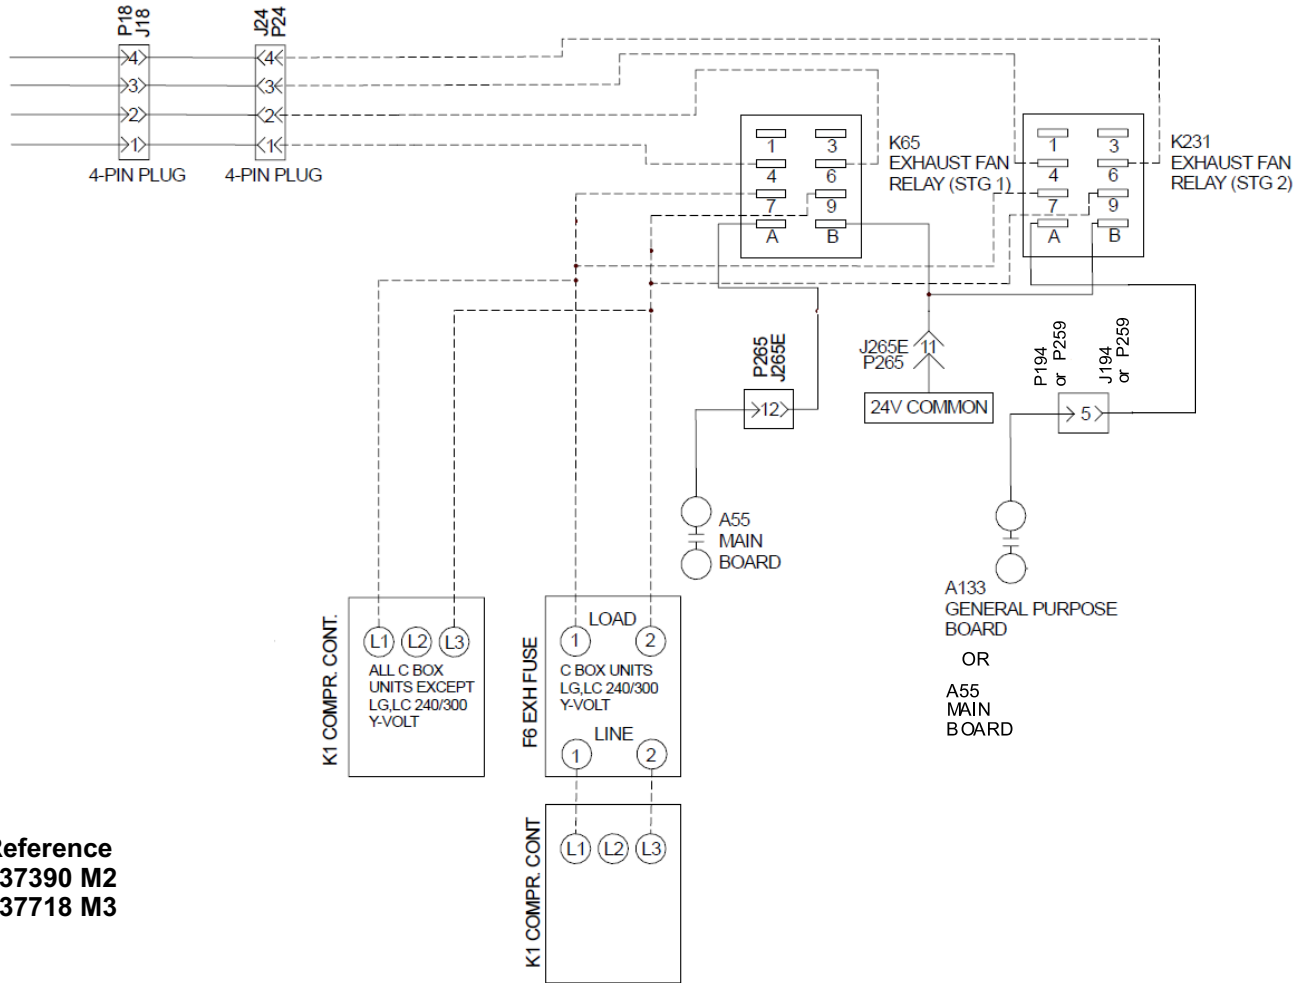 P18
J18
J24
P24
4
4
3
3
2
2
1
1
4-PIN PLUG
4-PIN PLUG
1
3
4
6
7
9
A
B
K65
EXHAUST FAN
RELAY (STG 1)
1
3
4
6
7
9
A
B
K231
EXHAUST FAN
RELAY (STG 2)
P265
J265E
12
J265E
P265
11
24V COMMON
P194
or P259
J194
or P259
5
A55
MAIN
BOARD
A133
GENERAL PURPOSE
BOARD
OR
A55
MAIN
BOARD
K1 COMPR. CONT.
L1 L2 L3
ALL C BOX
UNITS EXCEPT
LG,LC 240/300
Y-VOLT
F6 EXH FUSE
LOAD
1
2
C BOX UNITS
LG,LC 240/300
Y-VOLT
LINE
1
2
K1 COMPR. CONT
L1 L2 L3
37390 M2
37718 M3